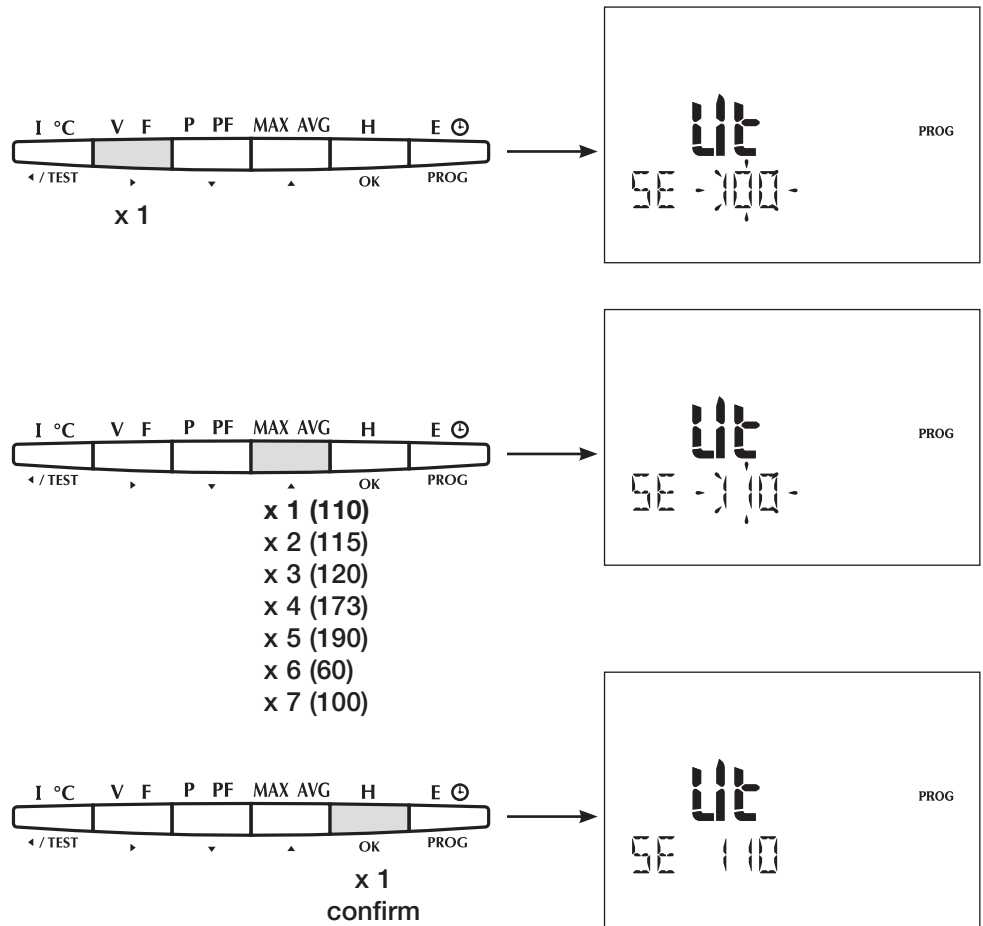 I °C V F P PF MAX AVG H E
◂ / TEST ▸ ▾ ▴ OK PROG
x 1
Ut
PROG
SE -100-
I °C V F P PF MAX AVG H E
◂ / TEST ▸ ▾ ▴ OK PROG
x 1 (110)
x 2 (115)
x 3 (120)
x 4 (173)
x 5 (190)
x 6 (60)
x 7 (100)
Ut
PROG
SE -110-
I °C V F P PF MAX AVG H E
◂ / TEST ▸ ▾ ▴ OK PROG
x 1
confirm
Ut
PROG
SE 110